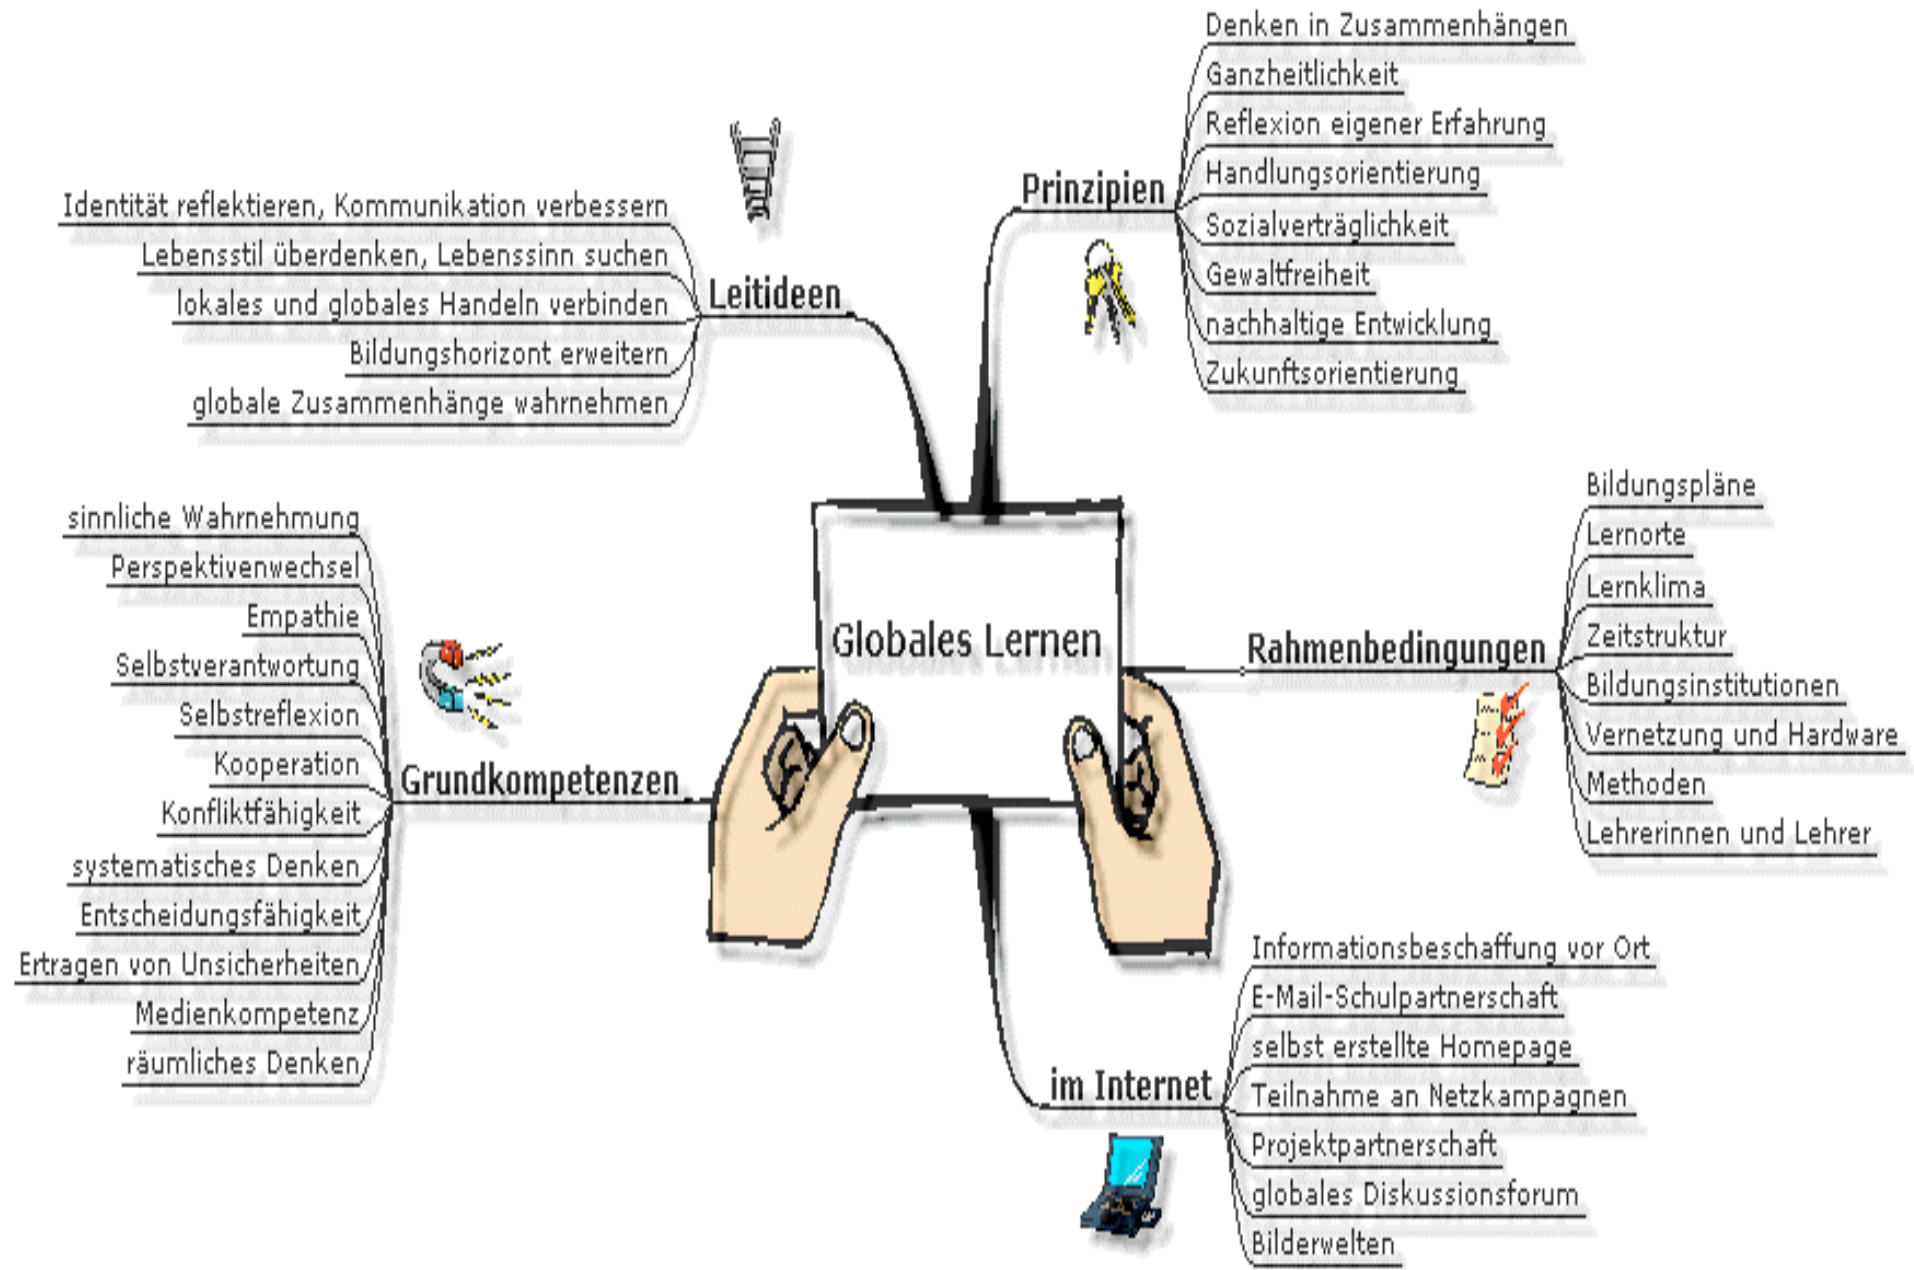 Globales Lernen
Leitideen
Identität reflektieren, Kommunikation verbessern
Lebensstil überdenken, Lebenssinn suchen
lokales und globales Handeln verbinden
Bildungshorizont erweitern
globale Zusammenhänge wahrnehmen
Prinzipien
Denken in Zusammenhängen
Ganzheitlichkeit
Reflexion eigener Erfahrung
Handlungsorientierung
Sozialverträglichkeit
Gewaltfreiheit
nachhaltige Entwicklung
Zukunftsorientierung
Grundkompetenzen
sinnliche Wahrnehmung
Perspektivenwechsel
Empathie
Selbstverantwortung
Selbstreflexion
Kooperation
Konfliktfähigkeit
systematisches Denken
Entscheidungsfähigkeit
Ertragen von Unsicherheiten
Medienkompetenz
räumliches Denken
Rahmenbedingungen
Bildungspläne
Lernorte
Lernklima
Zeitstruktur
Bildungsinstitutionen
Vernetzung und Hardware
Methoden
Lehrerinnen und Lehrer
im Internet
Informationsbeschaffung vor Ort
E-Mail-Schulpartnerschaft
selbst erstellte Homepage
Teilnahme an Netzkampagnen
Projektpartnerschaft
globales Diskussionsforum
Bilderwelten